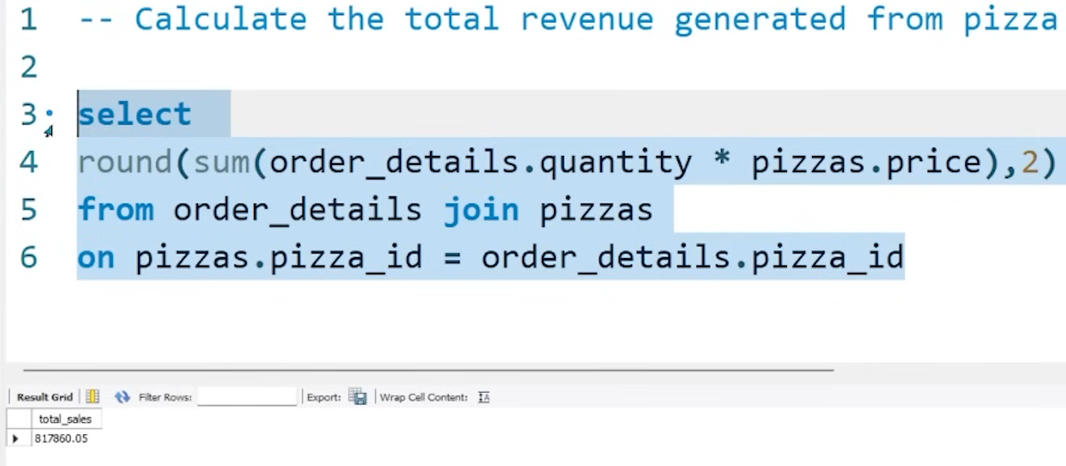 1 -- Calculate the total revenue generated from pizza
2
3 select
4 round(sum(order_details.quantity * pizzas.price),2)
5 from order_details join pizzas
6 on pizzas.pizza_id = order_details.pizza_id
Result Grid Filter Rows: Export: Wrap Cell Content: IA
total_sales
817860.05